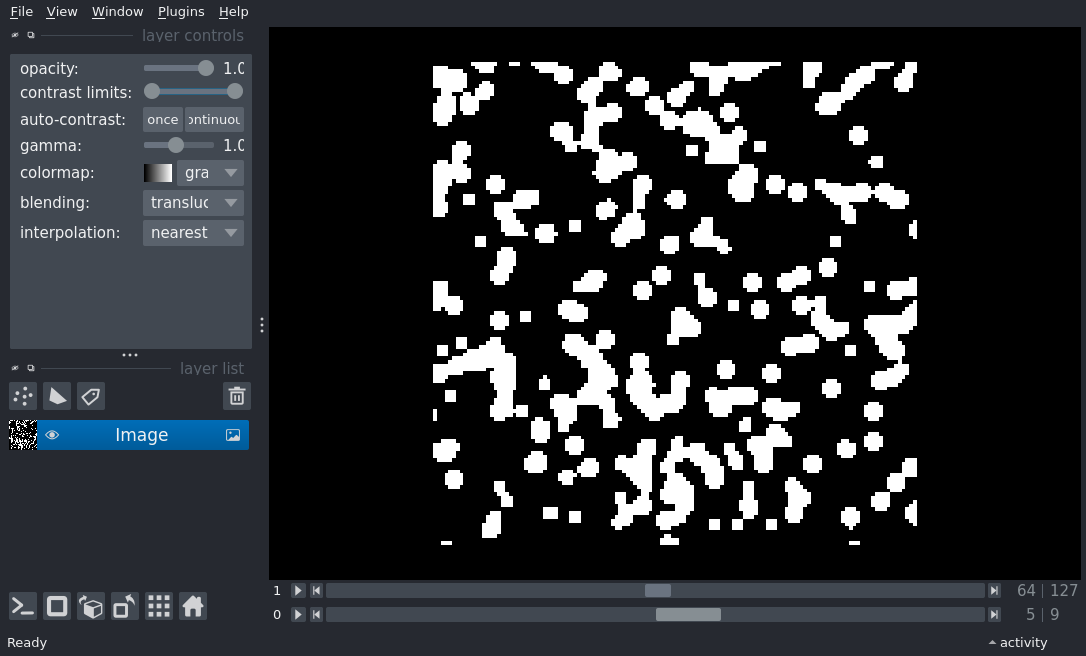 File View Window Plugins Help
layer controls
opacity: 1.0
contrast limits:
auto-contrast: once ontinuou
gamma: 1.0
colormap: gra
blending: transluc
interpolation: nearest
layer list
Image
1 64 | 127
0 5 | 9
Ready activity